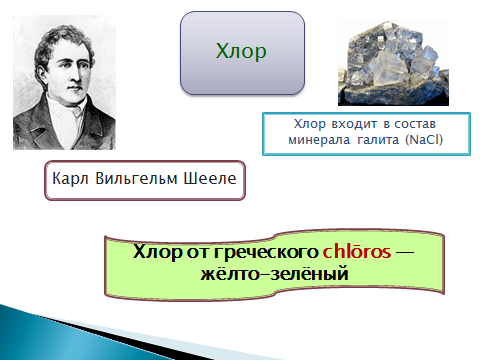 Хлор
Хлор входит в состав
минерала галита (NaCl)
Карл Вильгельм Шееле
Хлор от греческого chlōros —
жёлто-зелёный